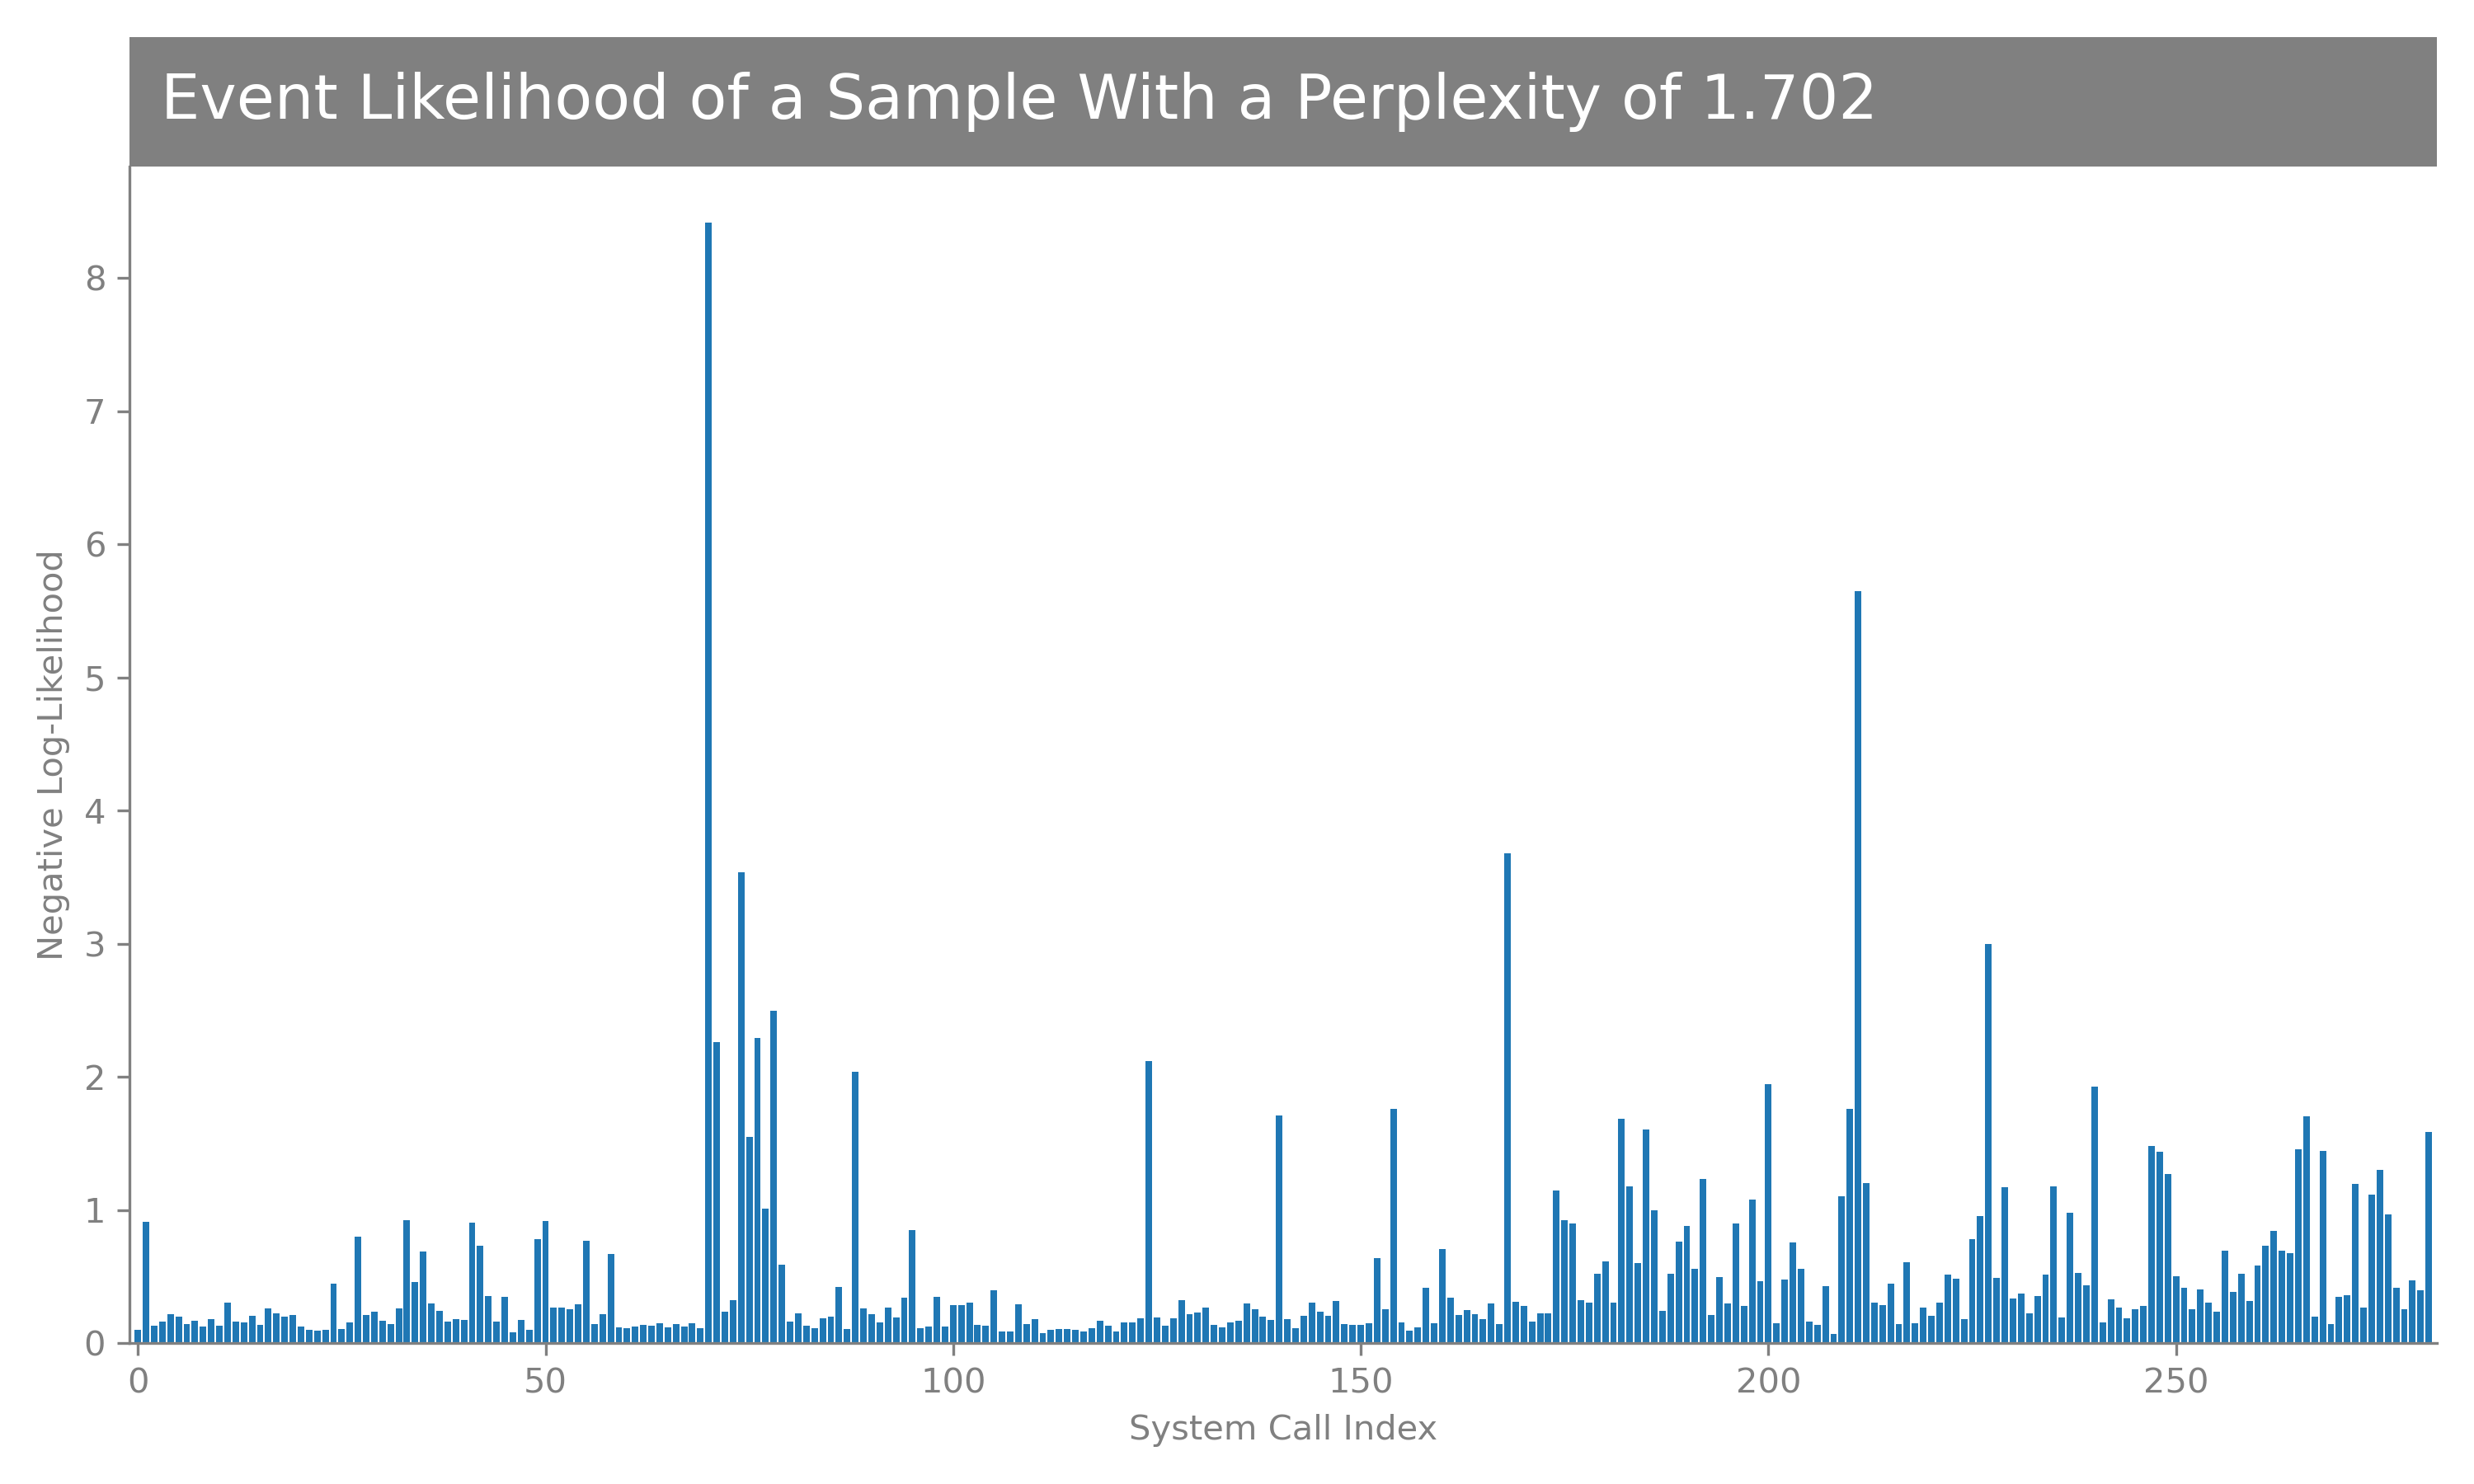 Event Likelihood of a Sample With a Perplexity of 1.702
Negative Log-Likelihood
8
7
6
5
4
3
2
1
0
0 50 100 150 200 250
System Call Index